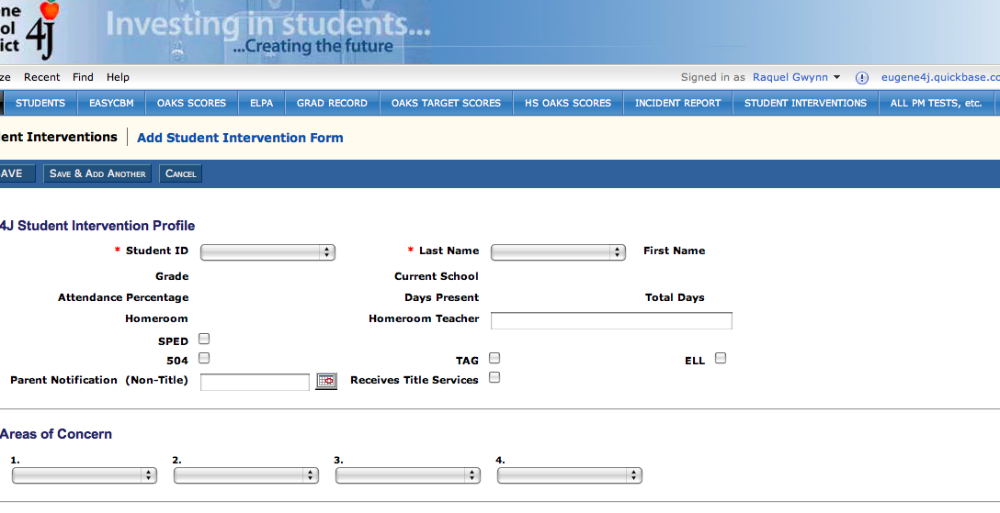 ne
ol
ict 4J
Investing in students...
...Creating the future
ze Recent Find Help Signed in as Raquel Gwynn eugene4j.quickbase.co
STUDENTS EASYCBM OAKS SCORES ELPA GRAD RECORD OAKS TARGET SCORES HS OAKS SCORES INCIDENT REPORT STUDENT INTERVENTIONS ALL PM TESTS, etc.
ent Interventions Add Student Intervention Form
AVE SAVE & ADD ANOTHER CANCEL
4J Student Intervention Profile
* Student ID * Last Name First Name
Grade Current School
Attendance Percentage Days Present Total Days
Homeroom Homeroom Teacher
SPED
504 TAG ELL
Parent Notification (Non-Title) Receives Title Services
Areas of Concern
1. 2. 3. 4.